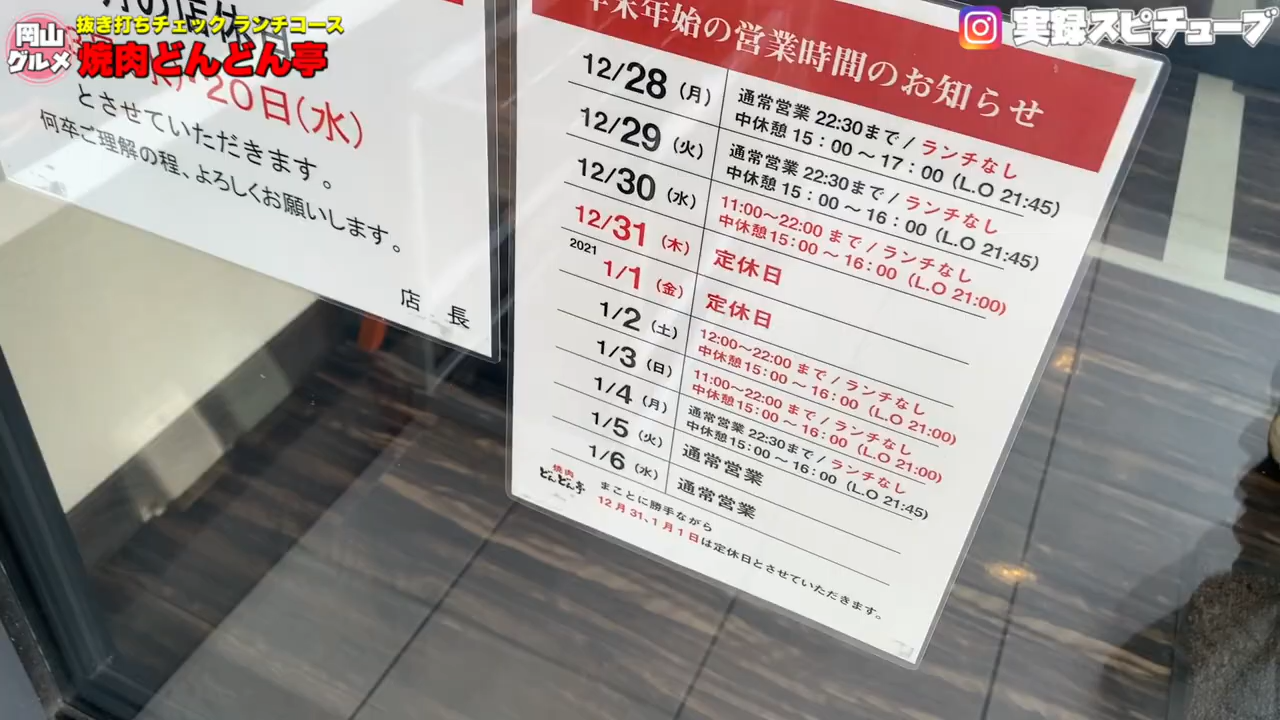 岡山
グルメ
抜き打ちチェック ランチコース
焼肉どんどん亭
実録スピチューブ
20日(水)
とさせていただきます。
何卒ご理解の程、よろしくお願いします。
店 長
年末年始の営業時間のお知らせ
12/28(月) 通常営業 22:30まで/ランチなし
中休憩 15:00〜17:00 (L.O 21:45)
12/29(火) 通常営業 22:30まで/ランチなし
中休憩 15:00〜16:00 (L.O 21:45)
12/30(水) 11:00〜22:00 まで/ランチなし
中休憩15:00〜16:00 (L.O 21:00)
12/31(木) 定休日
2021
1/1(金) 定休日
1/2(土) 12:00〜22:00 まで/ランチなし
中休憩15:00〜16:00 (L.O 21:00)
1/3(日) 11:00〜22:00 まで/ランチなし
中休憩15:00〜16:00 (L.O 21:00)
1/4(月) 通常営業 22:30まで/ランチなし
中休憩15:00〜16:00 (L.O 21:45)
1/5(火) 通常営業
1/6(水) 通常営業
焼肉
どんどん亭
まことに勝手ながら
12月31、1月1日は定休日とさせていただきます。